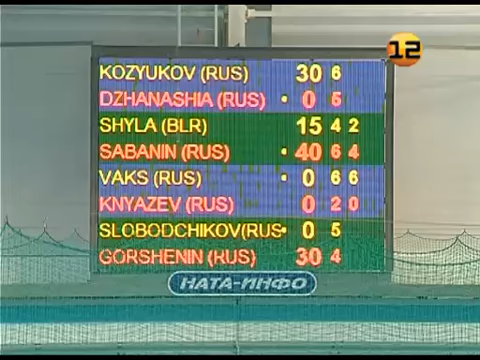 12
KOZYUKOV (RUS) 30 6
DZHANASHIA (RUS) • 0 5
SHYLA (BLR) 15 4 2
SABANIN (RUS) • 40 6 4
VAKS (RUS) • 0 6 6
KNYAZEV (RUS) 0 2 0
SLOBODCHIKOV(RUS• 0 5
GORSHENIN (RUS) 30 4
НАТА-ИНФО